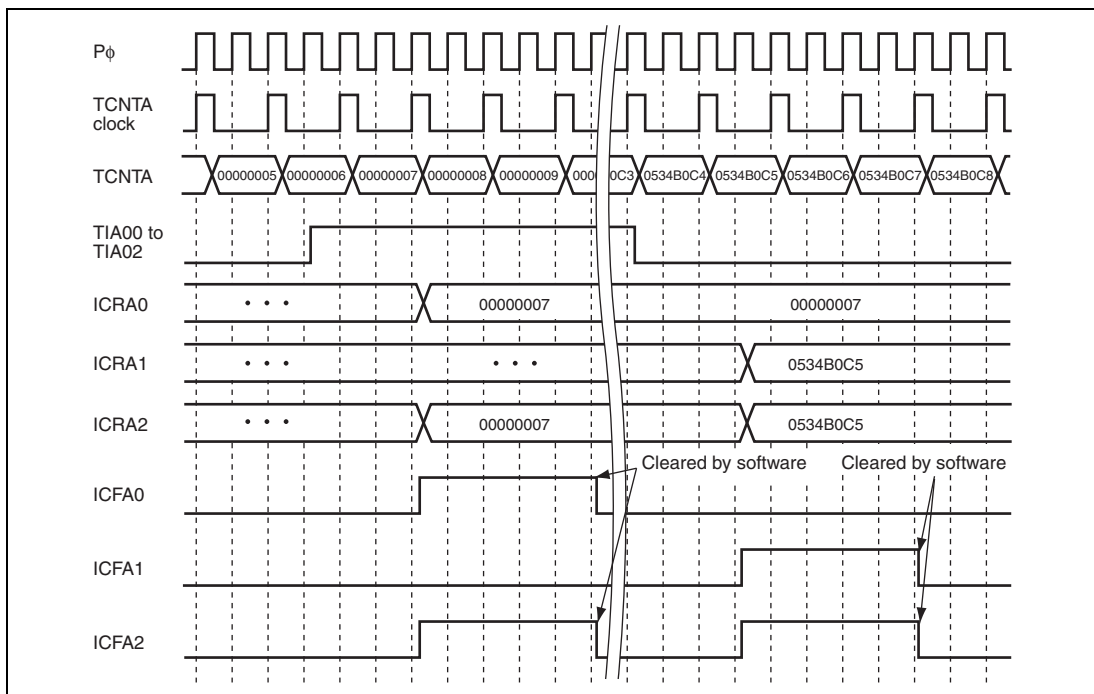 Pφ
TCNTA
clock
TCNTA 00000005 00000006 00000007 00000008 00000009 0534B0C4 0534B0C5 0534B0C6 0534B0C7 0534B0C8
TIA00 to
TIA02
ICRA0 • • • 00000007 00000007
ICRA1 • • • • • • 0534B0C5
ICRA2 • • • 00000007 0534B0C5
Cleared by software Cleared by software
ICFA0
ICFA1
ICFA2